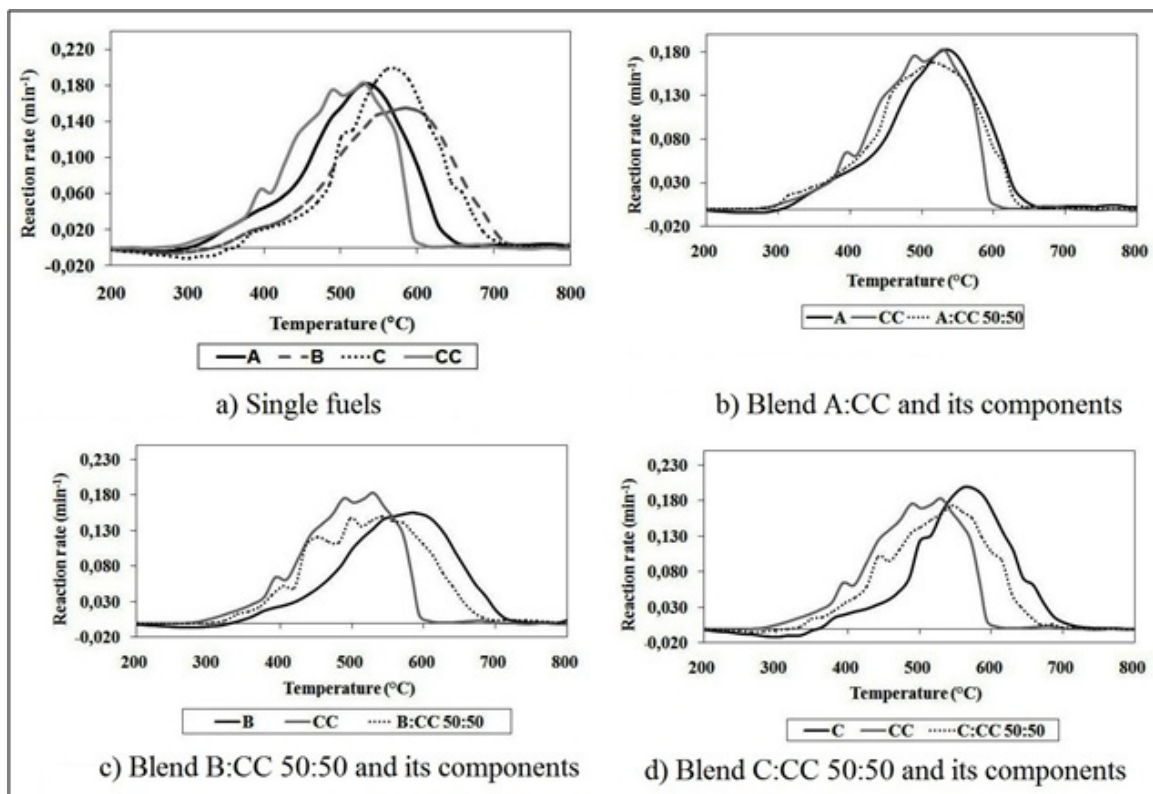 Reaction rate (min⁻¹)
0,220
0,180
0,140
0,100
0,060
0,020
-0,020
200 300 400 500 600 700 800
Temperature (°C)
A B C CC
a) Single fuels
Reaction rate (min⁻¹)
0,180
0,130
0,080
0,030
-0,020
200 300 400 500 600 700 800
Temperature (°C)
A CC A:CC 50:50
b) Blend A:CC and its components
Reaction rate (min⁻¹)
0,230
0,180
0,130
0,080
0,030
-0,020
200 300 400 500 600 700 800
Temperature (°C)
B CC B:CC 50:50
c) Blend B:CC 50:50 and its components
Reaction rate (min⁻¹)
0,230
0,180
0,130
0,080
0,030
-0,020
200 300 400 500 600 700 800
Temperature (°C)
C CC C:CC 50:50
d) Blend C:CC 50:50 and its components